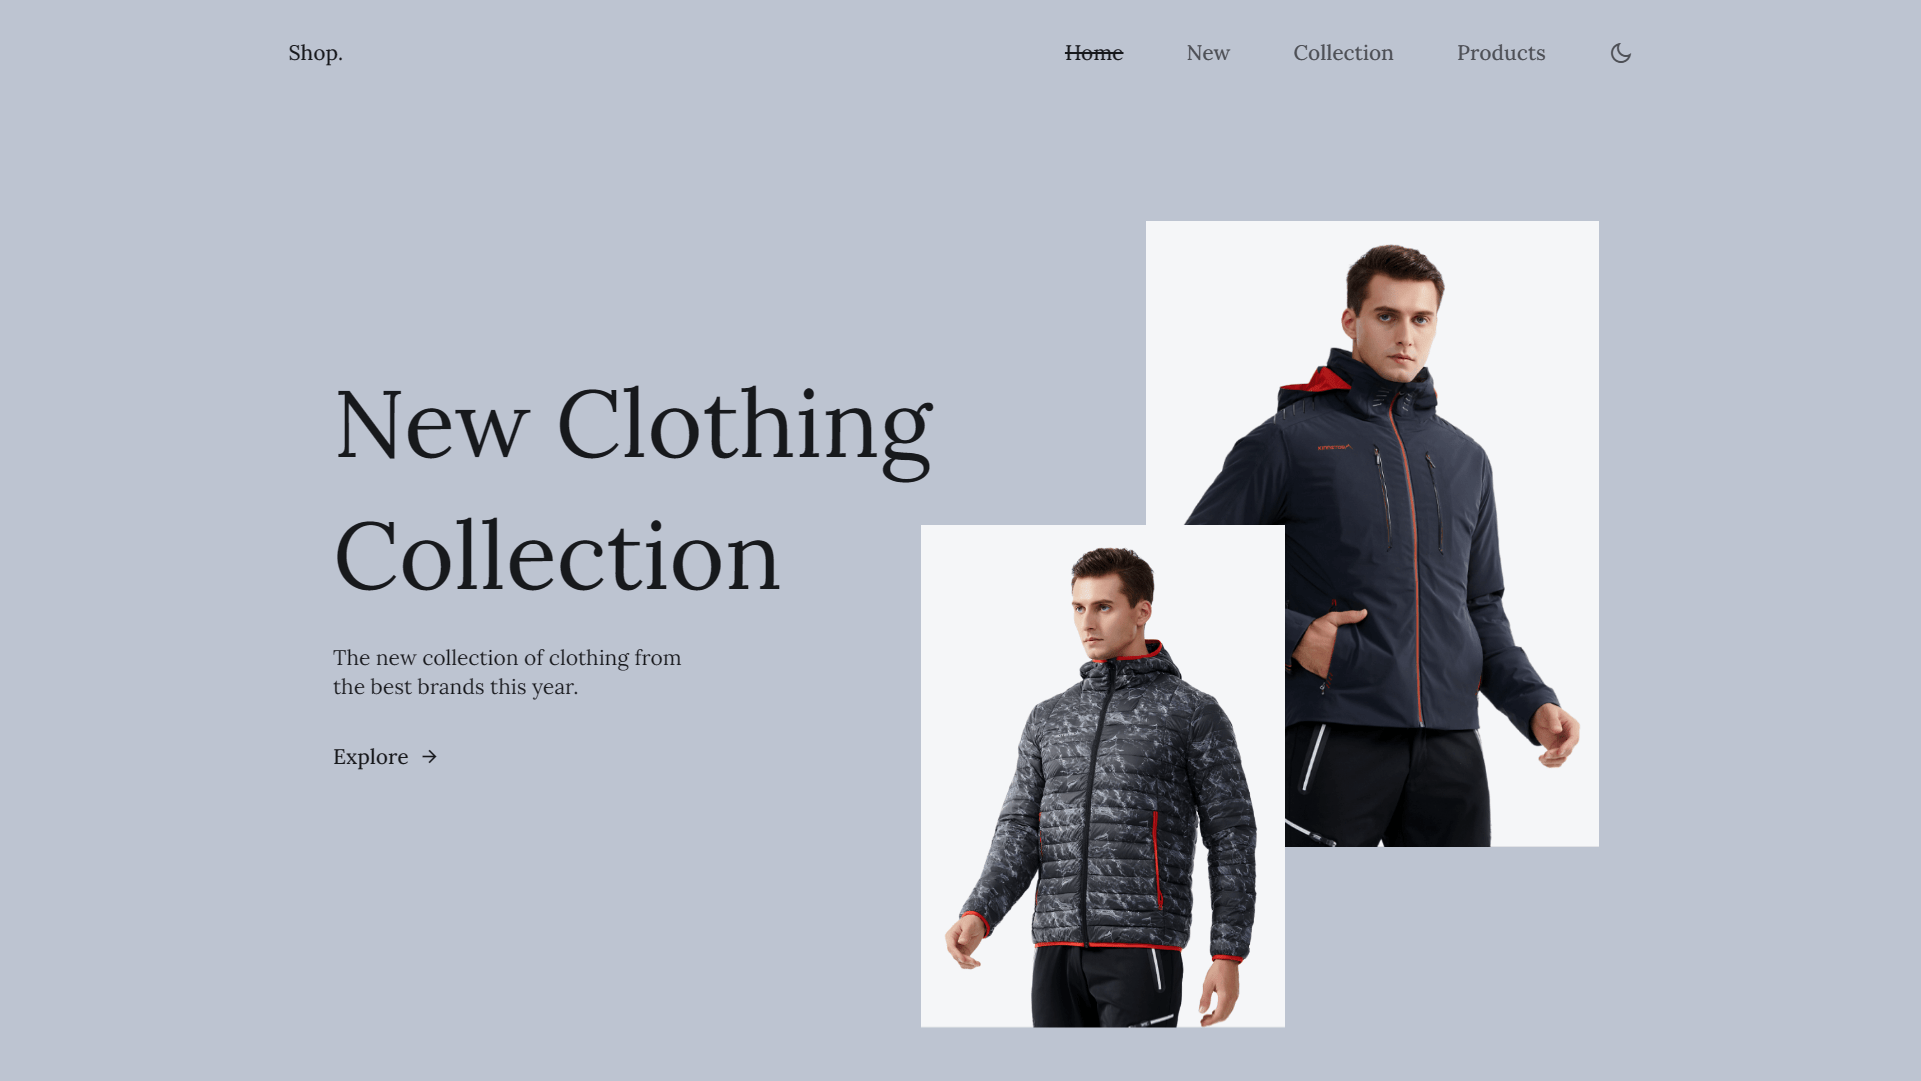 Shop.
Home New Collection Products
New Clothing
Collection
The new collection of clothing from
the best brands this year.
Explore →